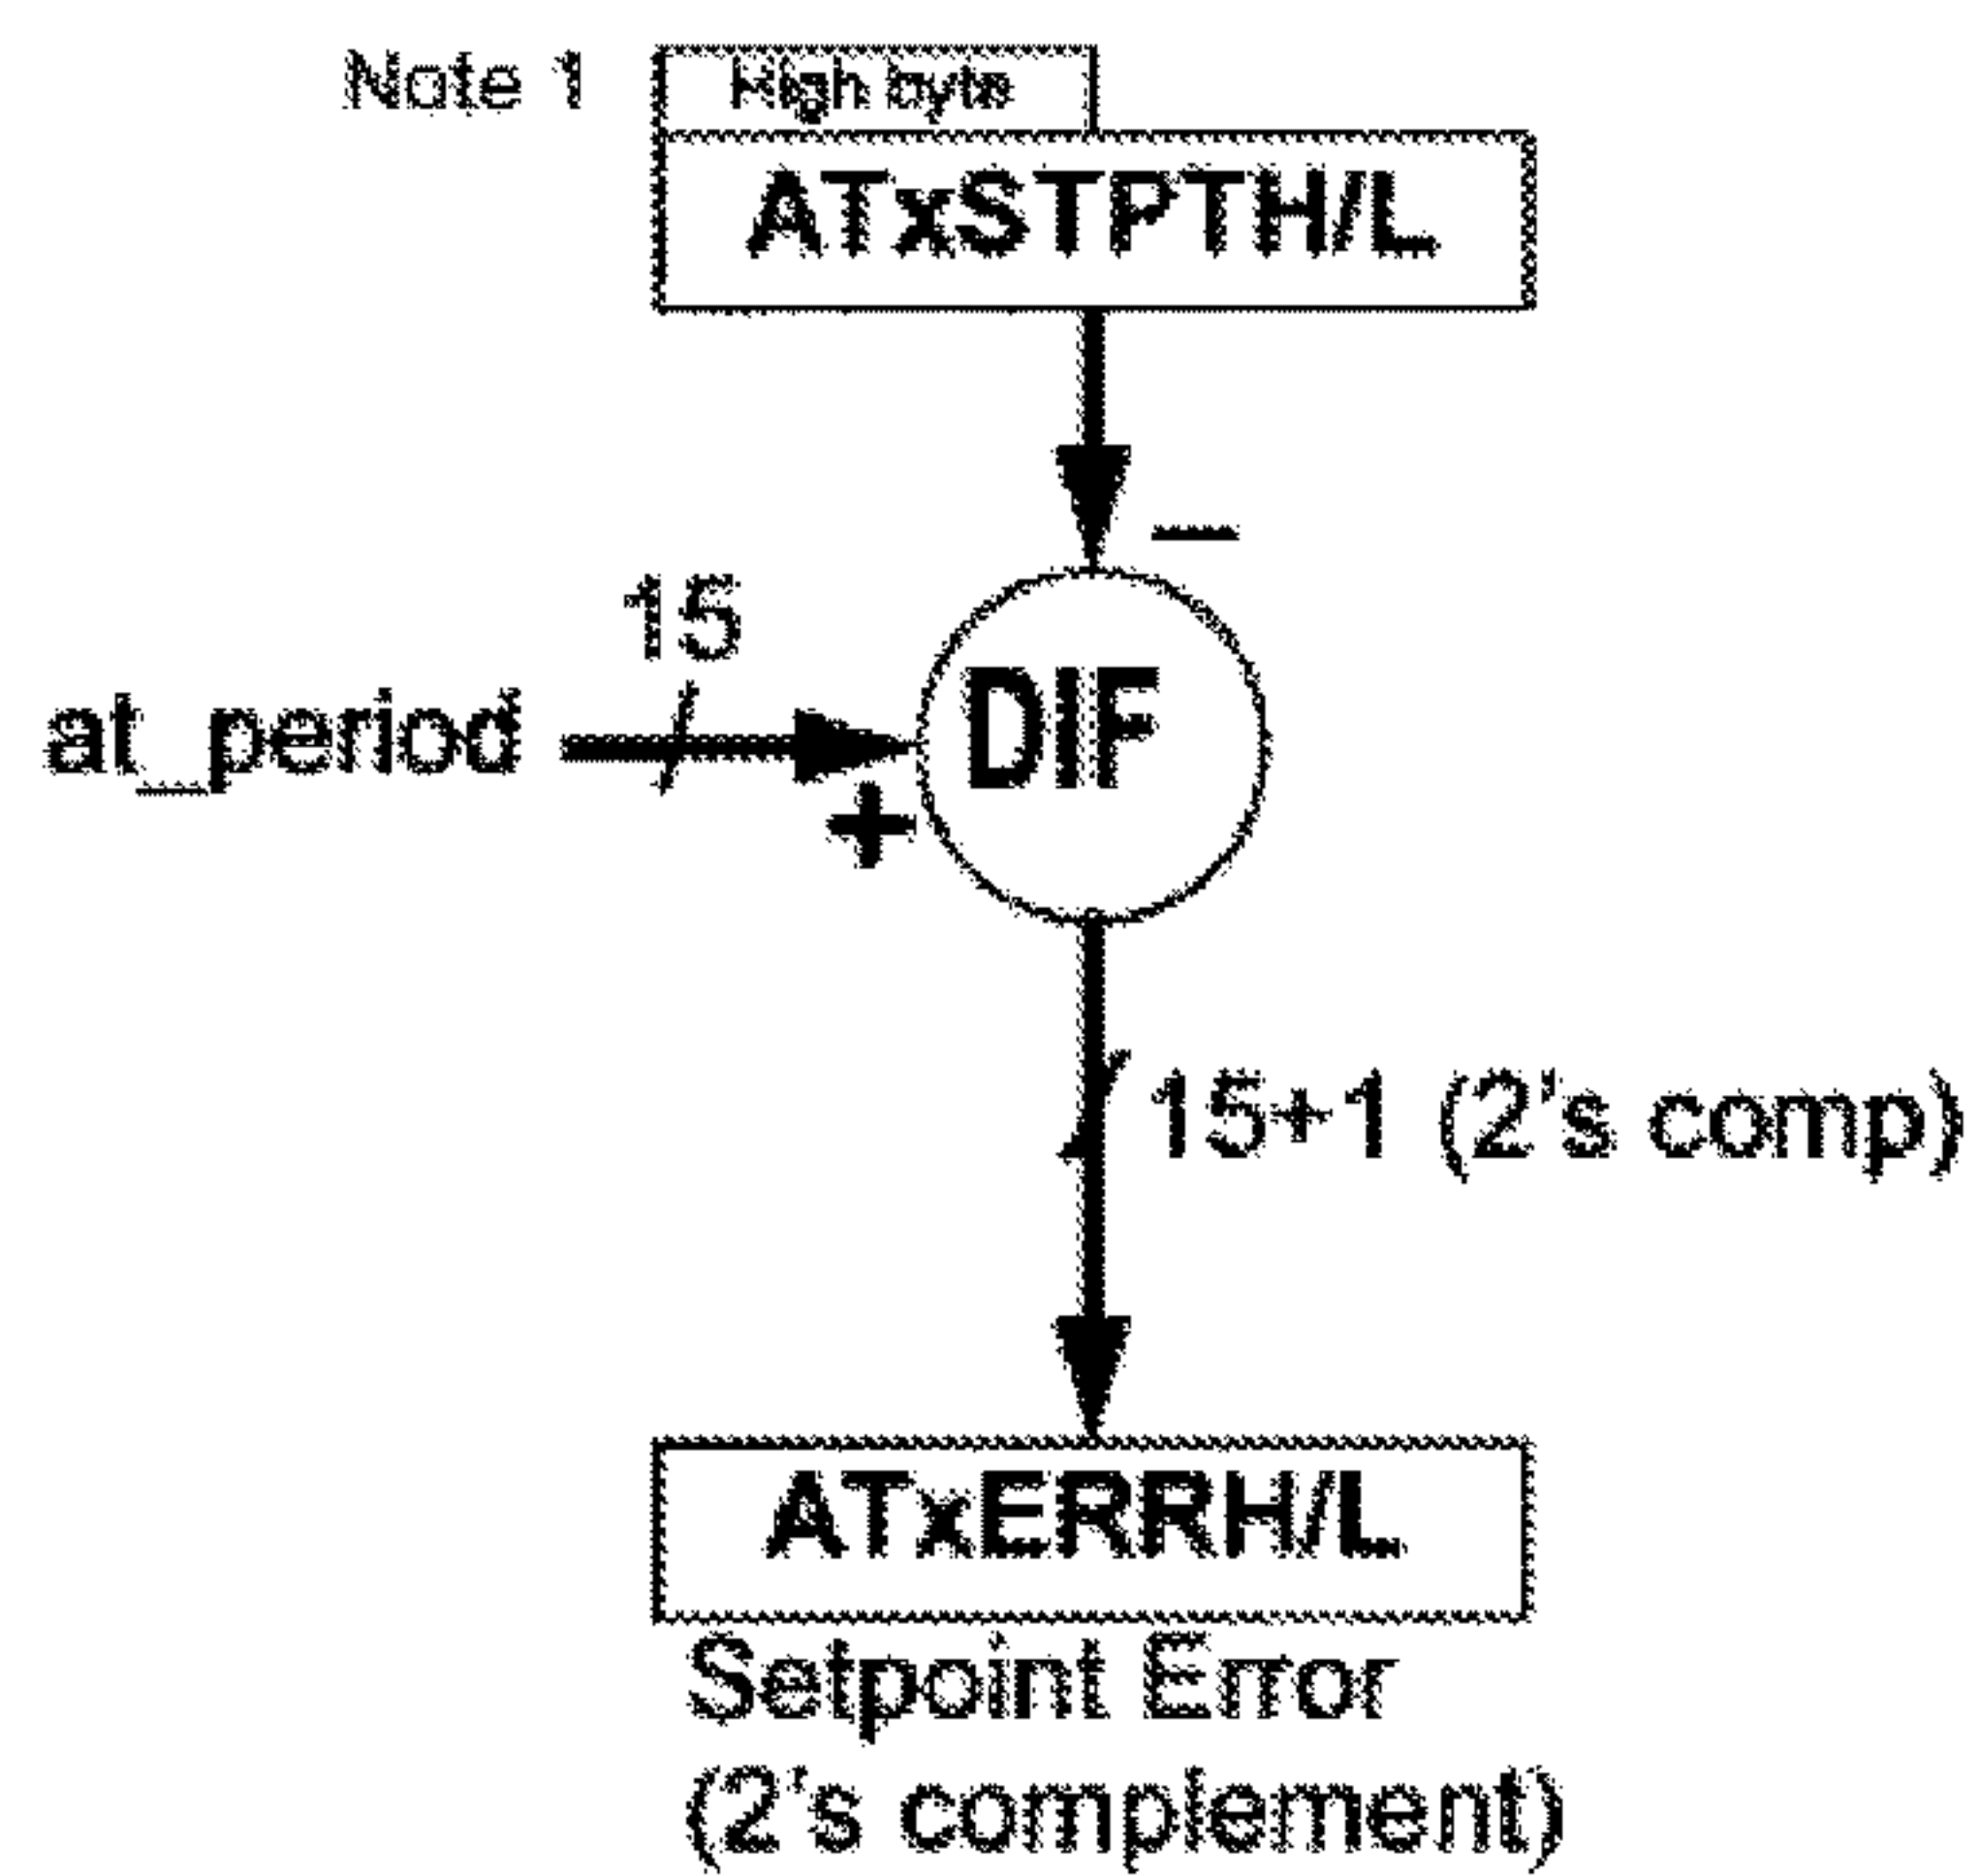 Note 1
High byte
ATxSTPTH/L
−
15
at_period
DIF
+
15+1 (2's comp)
ATxERRH/L
Setpoint Error
(2's complement)